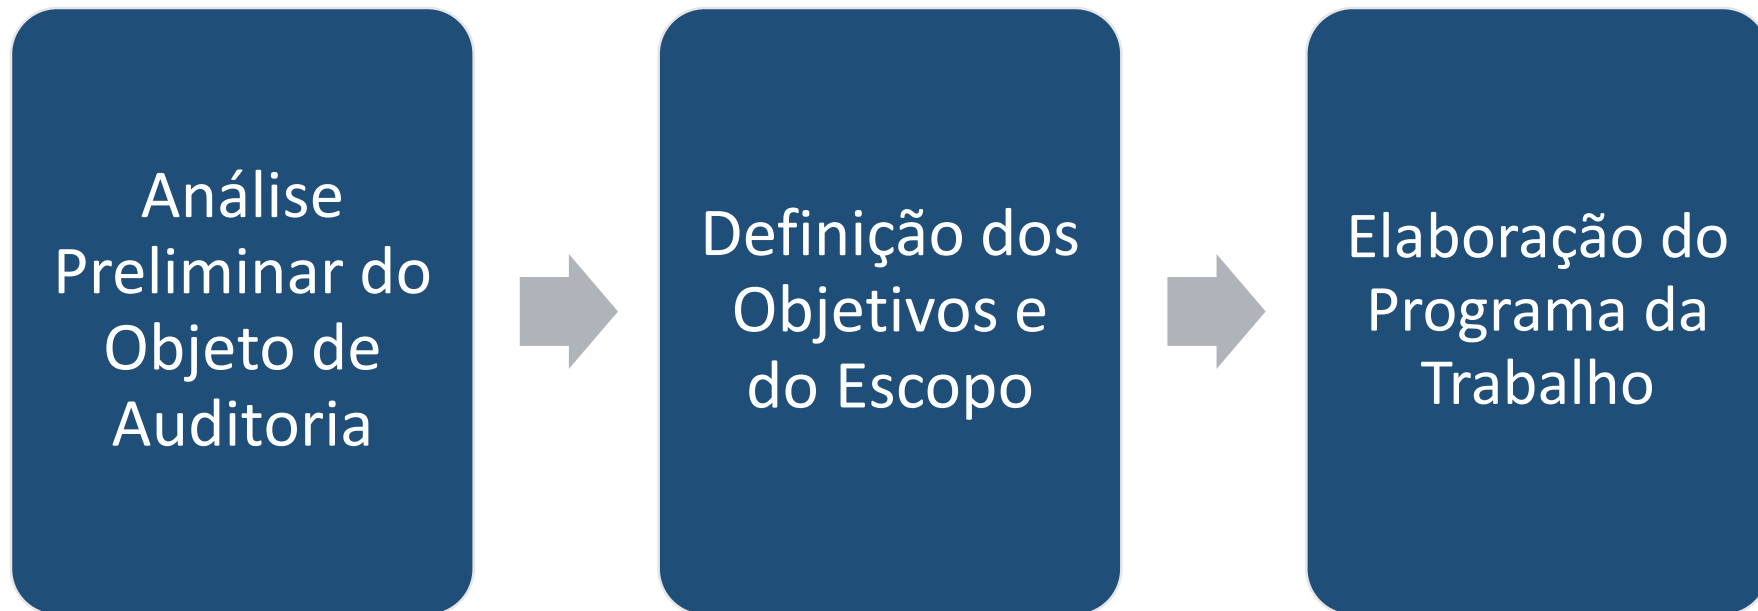 Análise
Preliminar do
Objeto de
Auditoria
Definição dos
Objetivos e
do Escopo
Elaboração do
Programa da
Trabalho